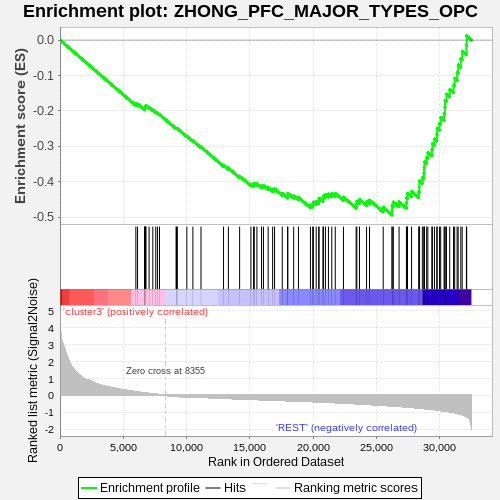 Enrichment plot: ZHONG_PFC_MAJOR_TYPES_OPC
Enrichment score (ES)
0.0
-0.1
-0.2
-0.3
-0.4
-0.5
Ranked list metric (Signal2Noise)
5
4
3
2
1
0
-1
-2
'cluster3' (positively correlated)
Zero cross at 8355
'REST' (negatively correlated)
0
5,000
10,000
15,000
20,000
25,000
30,000
Rank in Ordered Dataset
Enrichment profile
Hits
Ranking metric scores